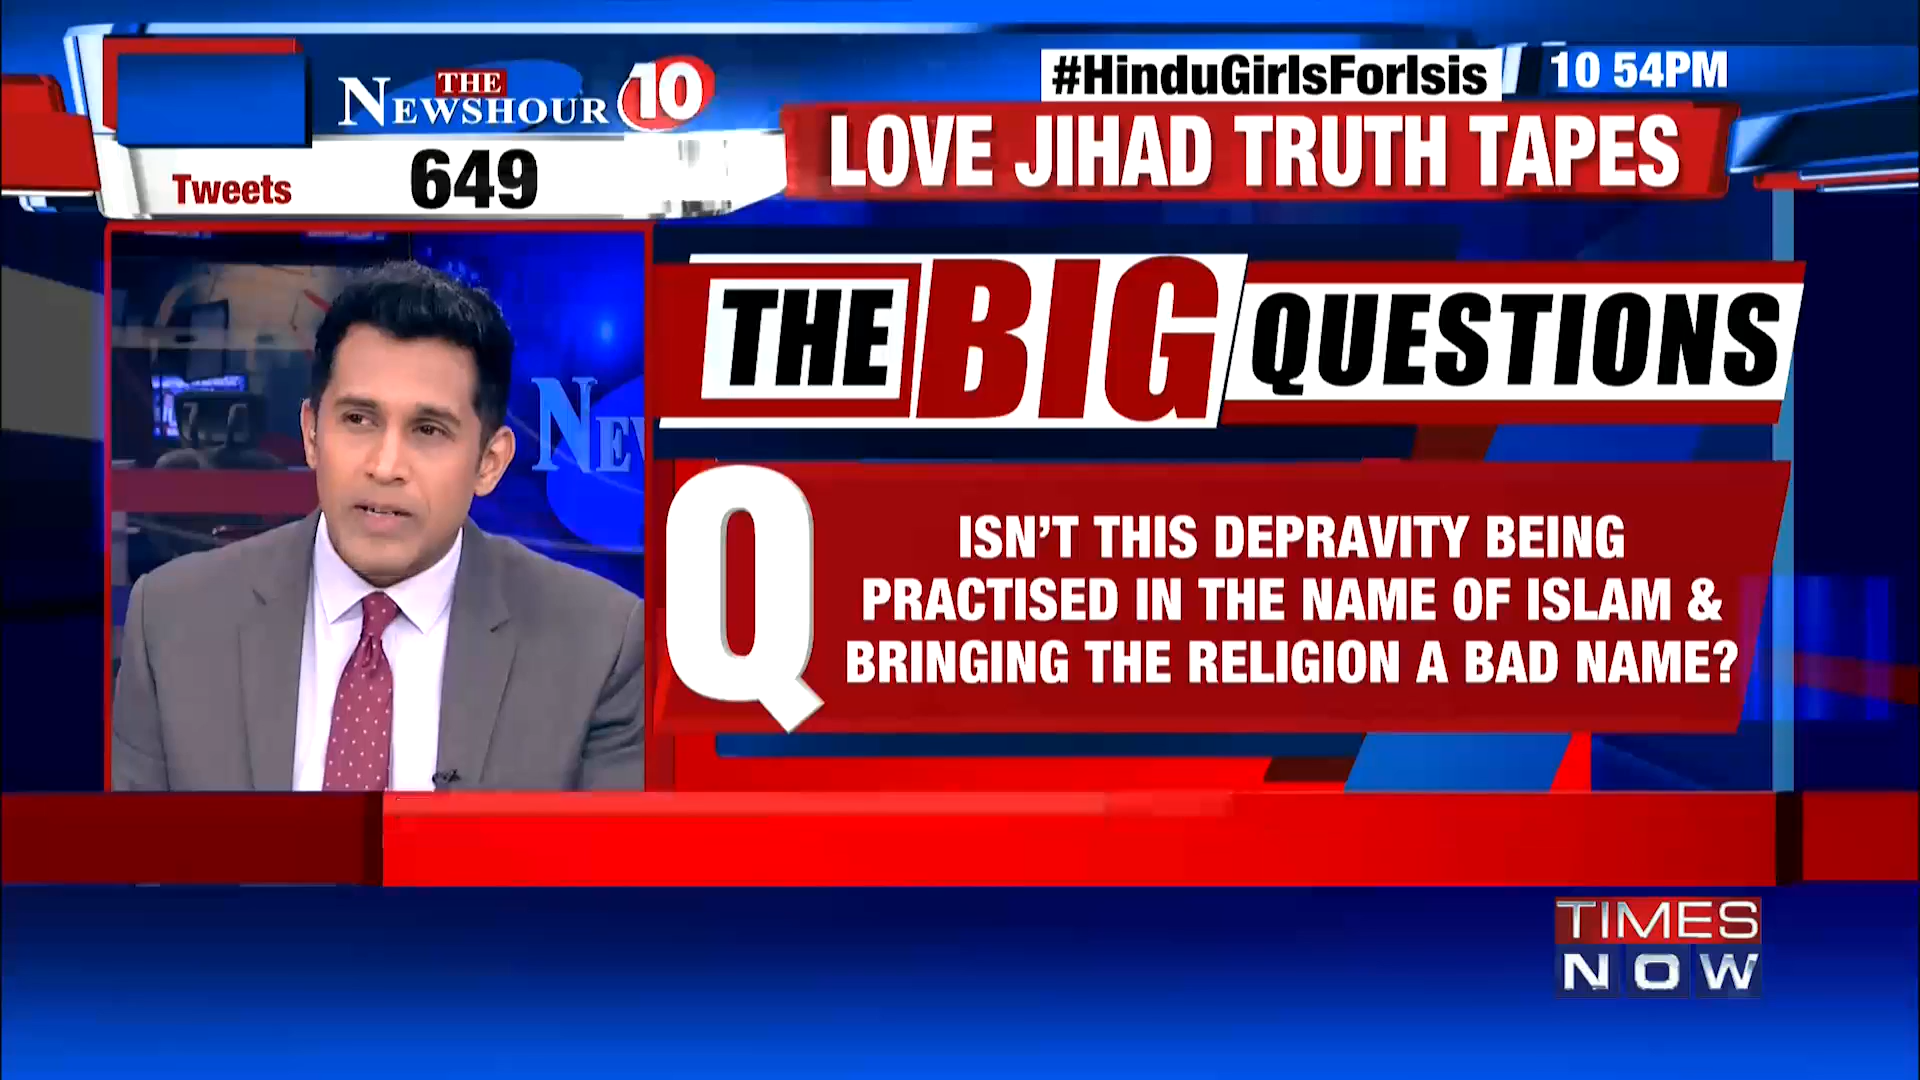 THE
NEWSHOUR 10
#HinduGirlsForIsis
10 54PM
Tweets 649
LOVE JIHAD TRUTH TAPES
THE BIG QUESTIONS
NEW
Q
ISN'T THIS DEPRAVITY BEING
PRACTISED IN THE NAME OF ISLAM &
BRINGING THE RELIGION A BAD NAME?
TIMES
NOW